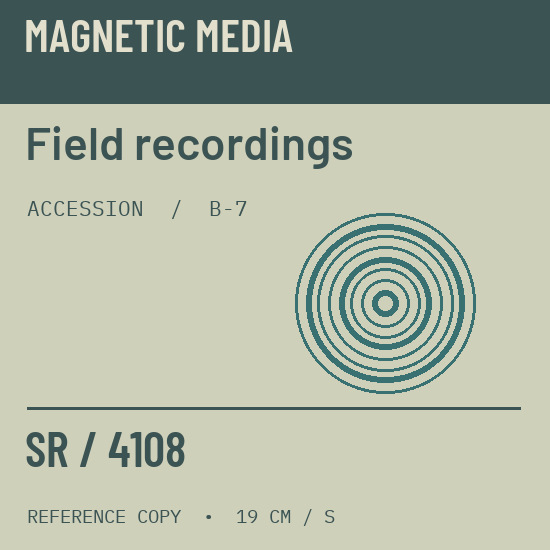 MAGNETIC MEDIA
Field recordings
ACCESSION / B-7
SR / 4108
REFERENCE COPY • 19 CM / S